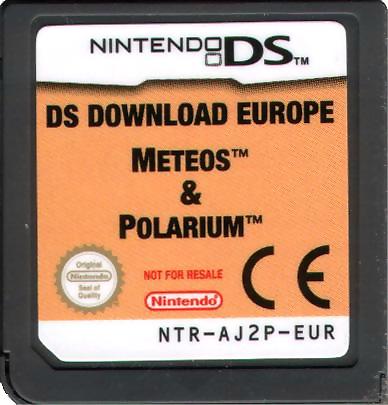 NINTENDO DS™
DS DOWNLOAD EUROPE
METEOS™
&
POLARIUM™
Original
Nintendo
Seal of
Quality
NOT FOR RESALE
Nintendo
CE
NTR-AJ2P-EUR